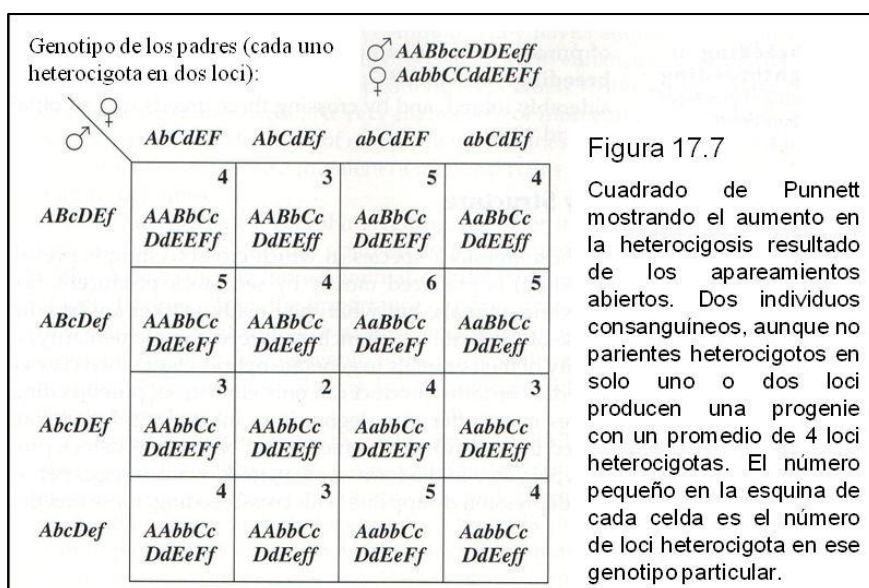 Genotipo de los padres (cada uno
heterocigota en dos loci):
♂ AABbccDDEeff
♀ AabbCCddEEFf
♂ ♀ AbCdEF AbCdEf abCdEF abCdEf
4 3 5 4
ABcDEf AABbCc AABbCc AaBbCc AaBbCc
DdEEFf DdEEff DdEEFf DdEEff
5 4 6 5
ABcDef AABbCc AABbCc AaBbCc AaBbCc
DdEeFf DdEeff DdEeFf DdEeff
3 2 4 3
AbcDEf AAbbCc AAbbCc AabbCc AabbCc
DdEEFf DdEEff DdEEFf DdEEff
4 3 5 4
AbcDef AAbbCc AAbbCc AabbCc AabbCc
DdEeFf DdEeff DdEeFf DdEeff
Figura 17.7
Cuadrado de Punnett
mostrando el aumento en
la heterocigosis resultado
de los apareamientos
abiertos. Dos individuos
consanguíneos, aunque no
parientes heterocigotos en
solo uno o dos loci
producen una progenie
con un promedio de 4 loci
heterocigotas. El número
pequeño en la esquina de
cada celda es el número
de loci heterocigota en ese
genotipo particular.